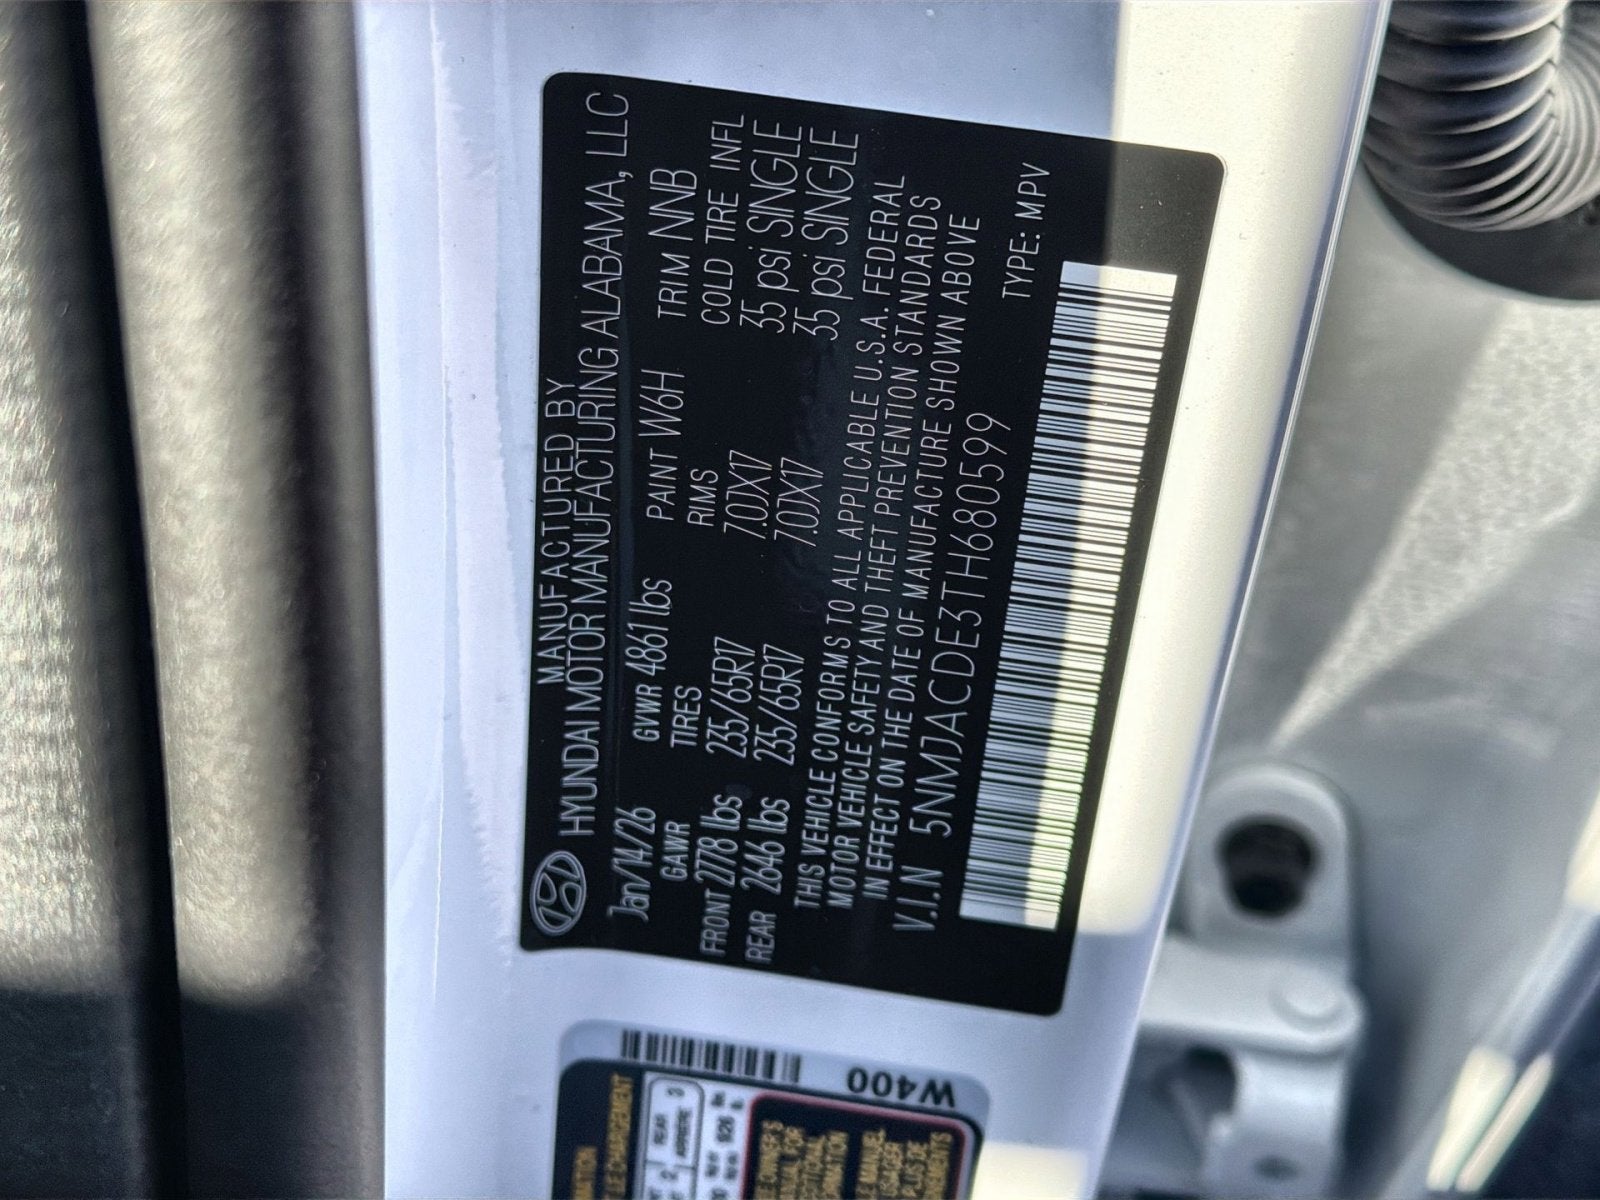 MANUFACTURED BY
HYUNDAI MOTOR MANUFACTURING ALABAMA, LLC
Jan/14/26 GVWR 4861 lbs PAINT W6H TRIM NNB
GAWR TIRES RIMS COLD TIRE INFL
FRONT 2778 lbs 235/65R17 7.0JX17 35 psi SINGLE
REAR 2646 lbs 235/65R17 7.0JX17 35 psi SINGLE
THIS VEHICLE CONFORMS TO ALL APPLICABLE U.S.A. FEDERAL
MOTOR VEHICLE SAFETY AND THEFT PREVENTION STANDARDS
IN EFFECT ON THE DATE OF MANUFACTURE SHOWN ABOVE
V.I.N 5NMJACDE3TH680599 TYPE: MPV
W400
REAR
ARRIÈRE 3